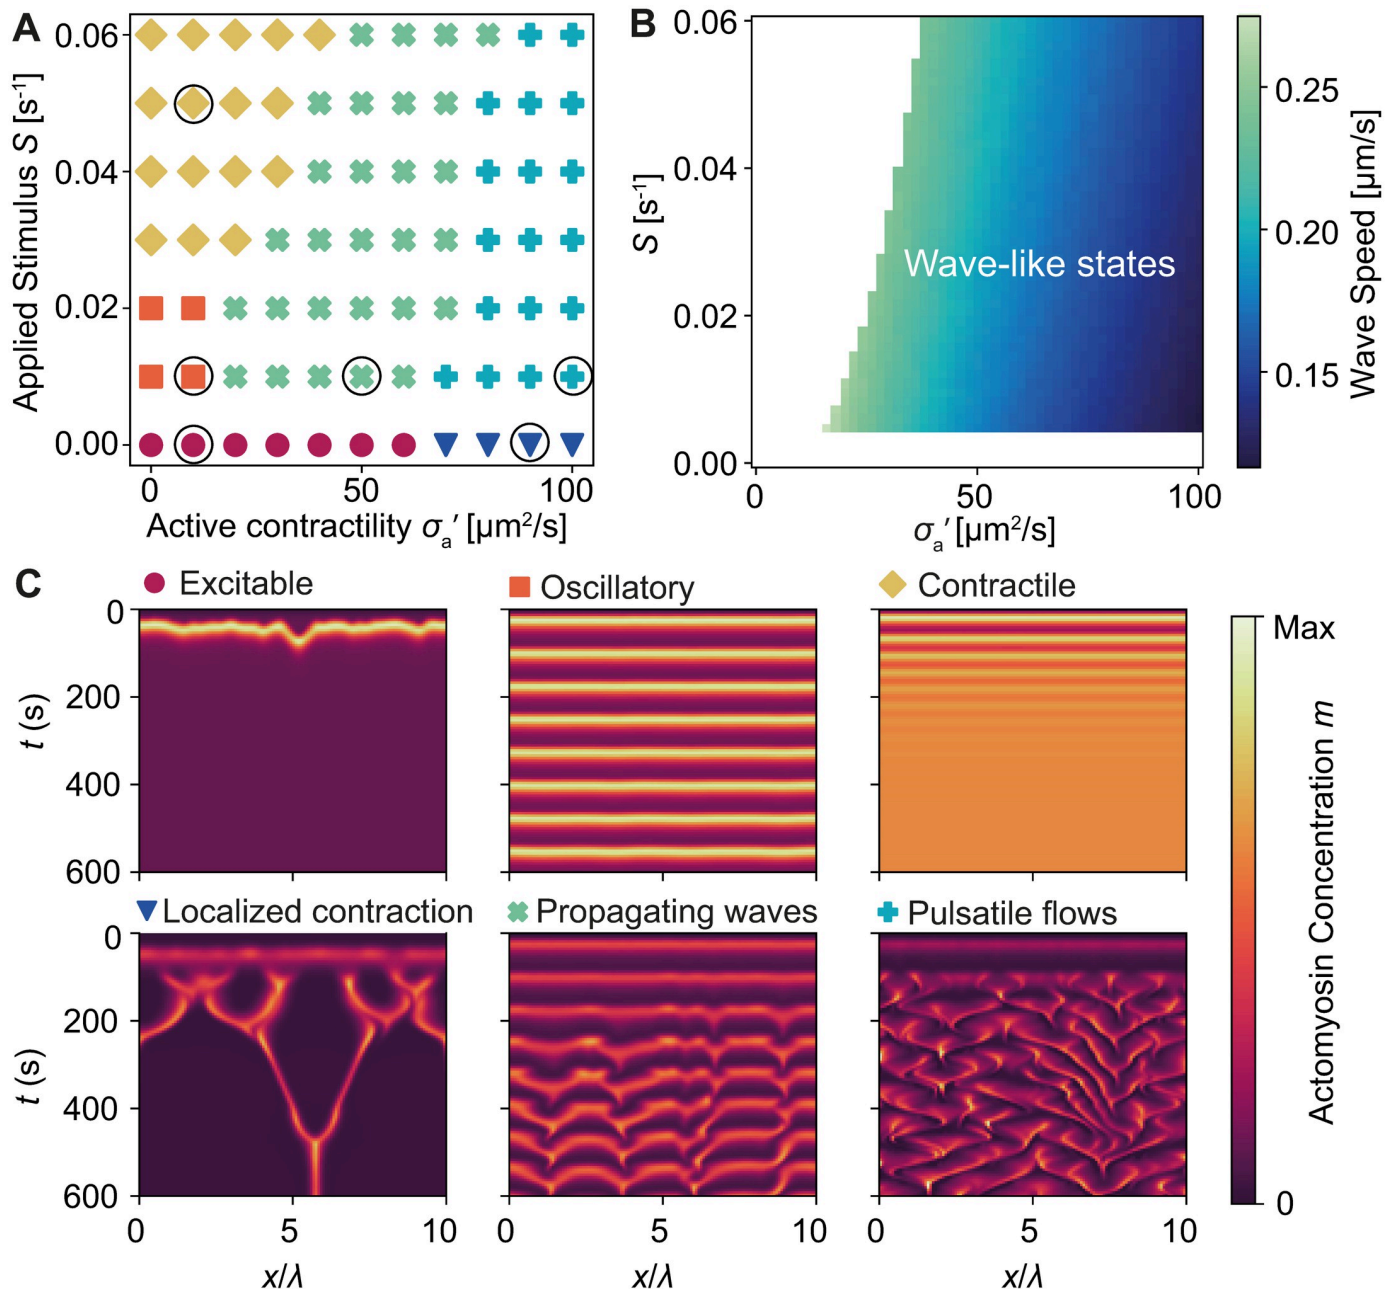 A
Applied Stimulus S [s⁻¹]
0.06
0.05
0.04
0.02
0.00
0
50
100
Active contractility σₐ′ [µm²/s]
B
S [s⁻¹]
0.06
0.04
0.02
0.00
0
50
100
σₐ′ [µm²/s]
Wave-like states
0.25
0.20
0.15
Wave Speed [µm/s]
C
Excitable
Oscillatory
Contractile
t (s)
0
200
400
600
Localized contraction
Propagating waves
Pulsatile flows
t (s)
0
200
400
600
0
5
10
0
5
10
0
5
10
x/λ
x/λ
x/λ
Max
0
Actomyosin Concentration m